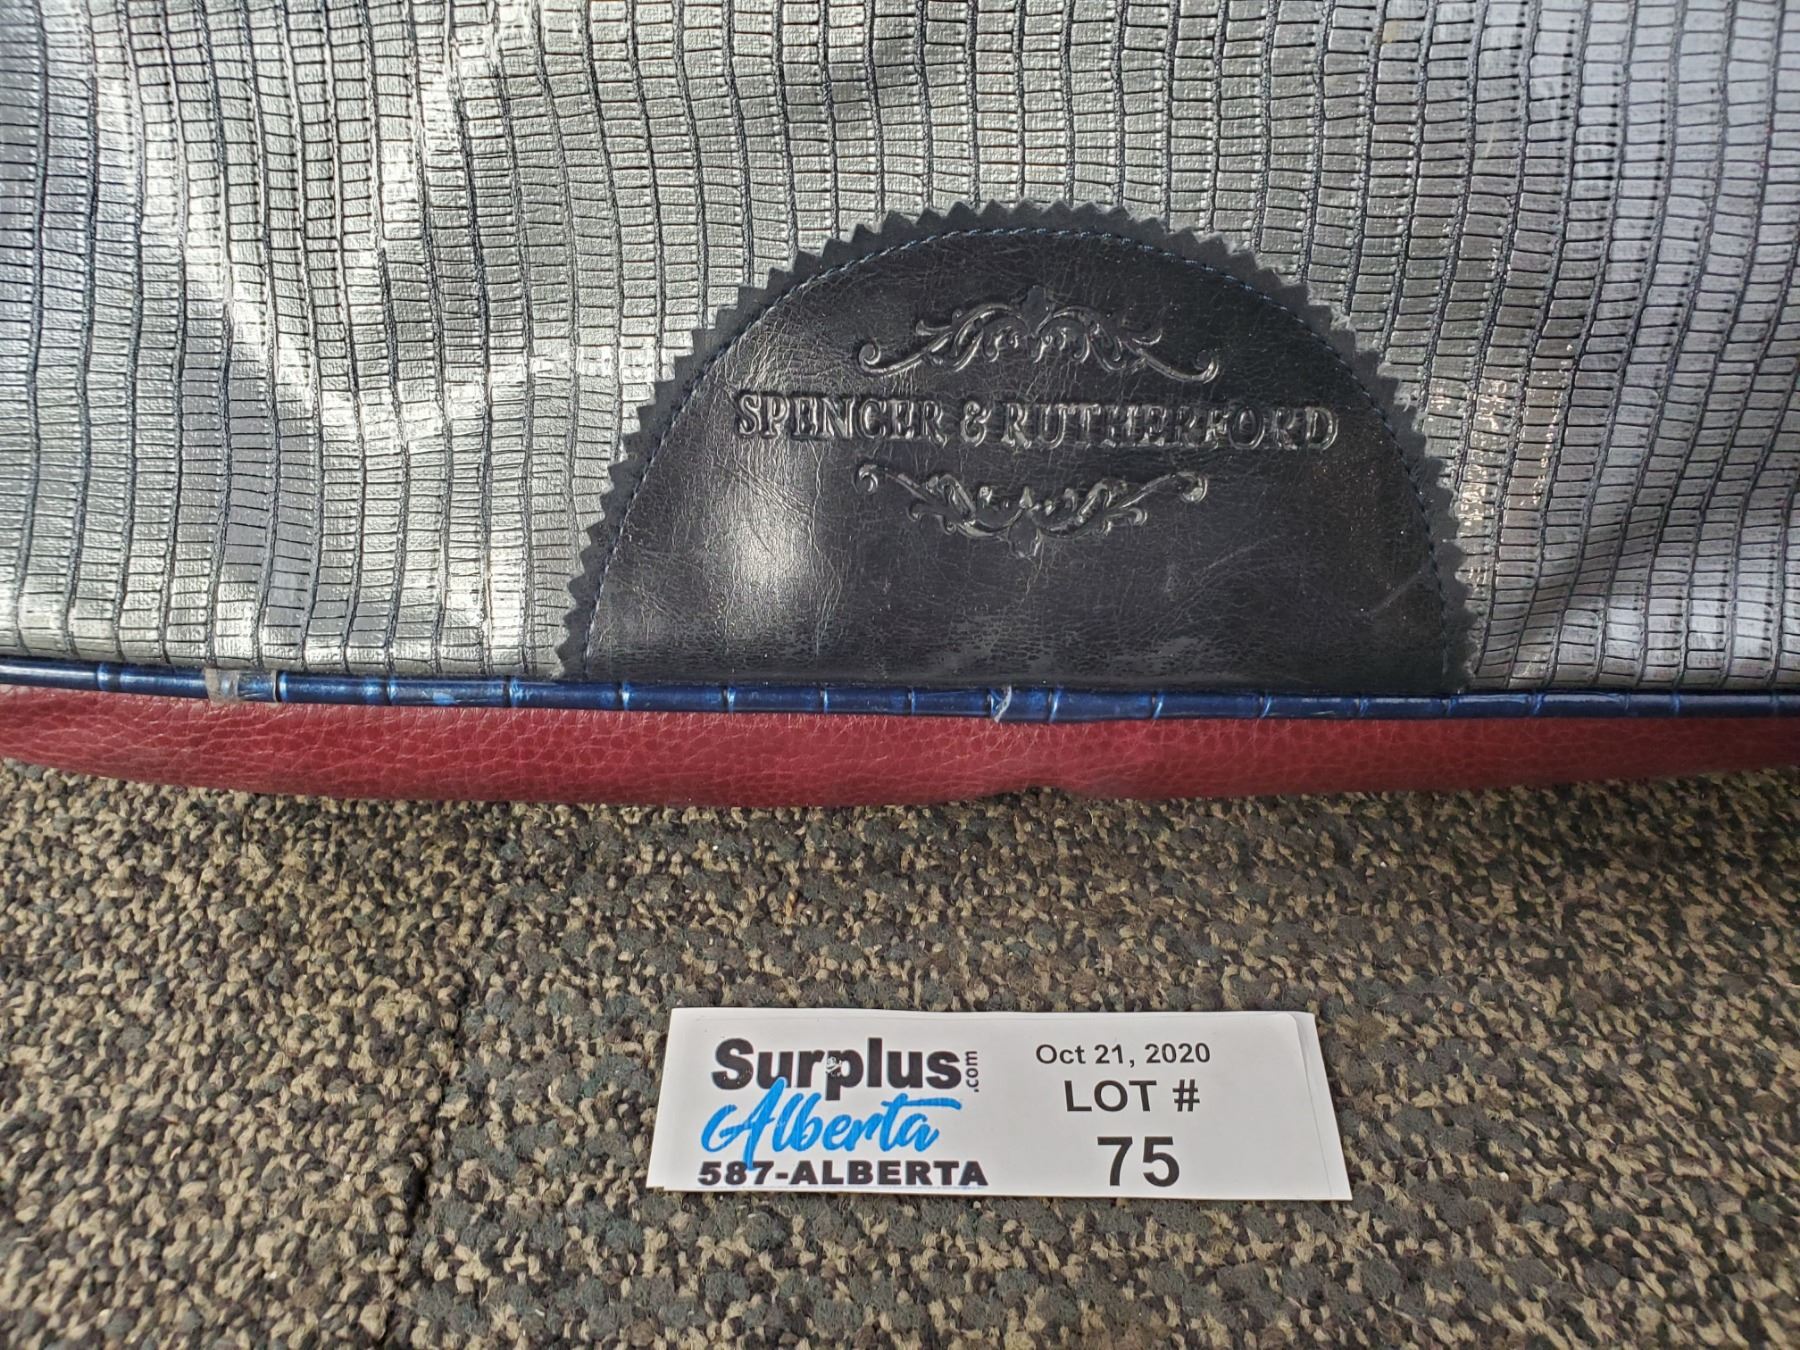 SPENCER & RUTHERFORD
Surplus.com
Alberta
587-ALBERTA
Oct 21, 2020
LOT #
75